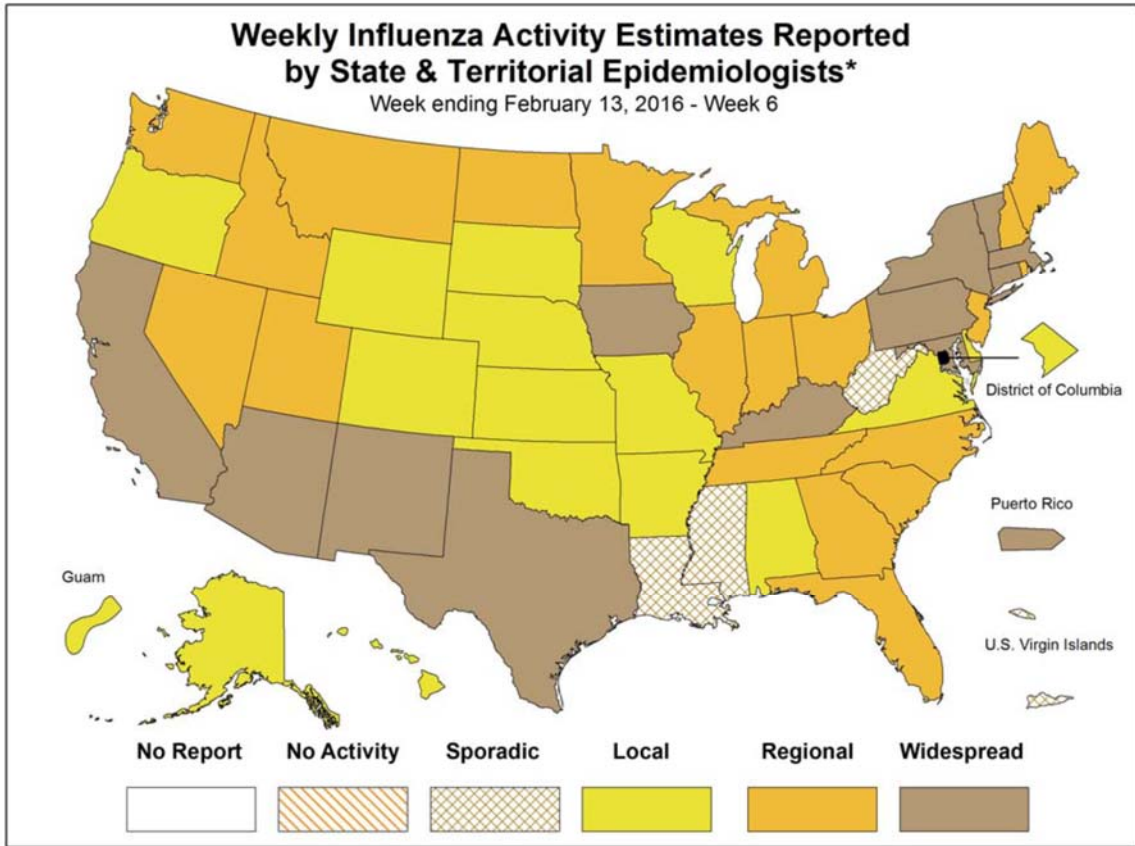 Weekly Influenza Activity Estimates Reported
by State & Territorial Epidemiologists*
Week ending February 13, 2016 - Week 6
District of Columbia
Puerto Rico
Guam
U.S. Virgin Islands
No Report
No Activity
Sporadic
Local
Regional
Widespread